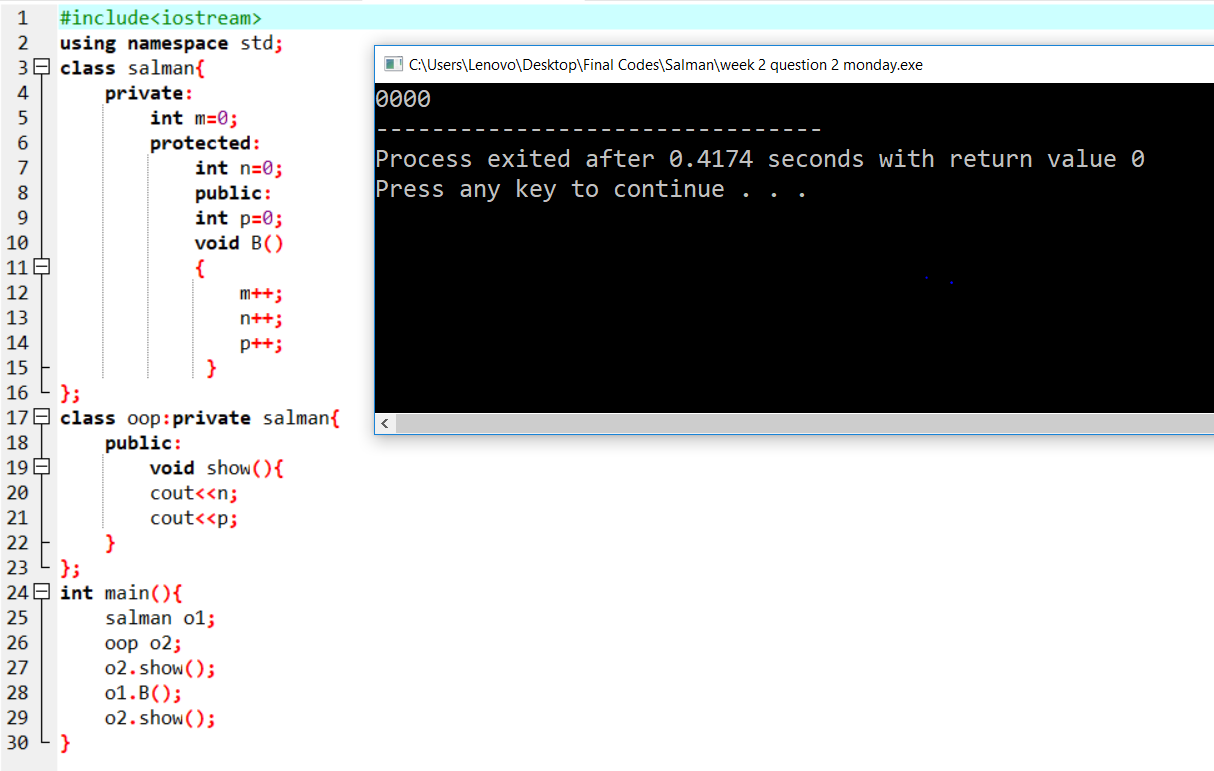 1 #include<iostream>
2 using namespace std;
3 class salman{
4 private:
5 int m=0;
6 protected:
7 int n=0;
8 public:
9 int p=0;
10 void B()
11 {
12 m++;
13 n++;
14 p++;
15 }
16 };
17 class oop:private salman{
18 public:
19 void show(){
20 cout<<n;
21 cout<<p;
22 }
23 };
24 int main(){
25 salman o1;
26 oop o2;
27 o2.show();
28 o1.B();
29 o2.show();
30 }
C:\Users\Lenovo\Desktop\Final Codes\Salman\week 2 question 2 monday.exe
0000
--------------------------------
Process exited after 0.4174 seconds with return value 0
Press any key to continue . . .